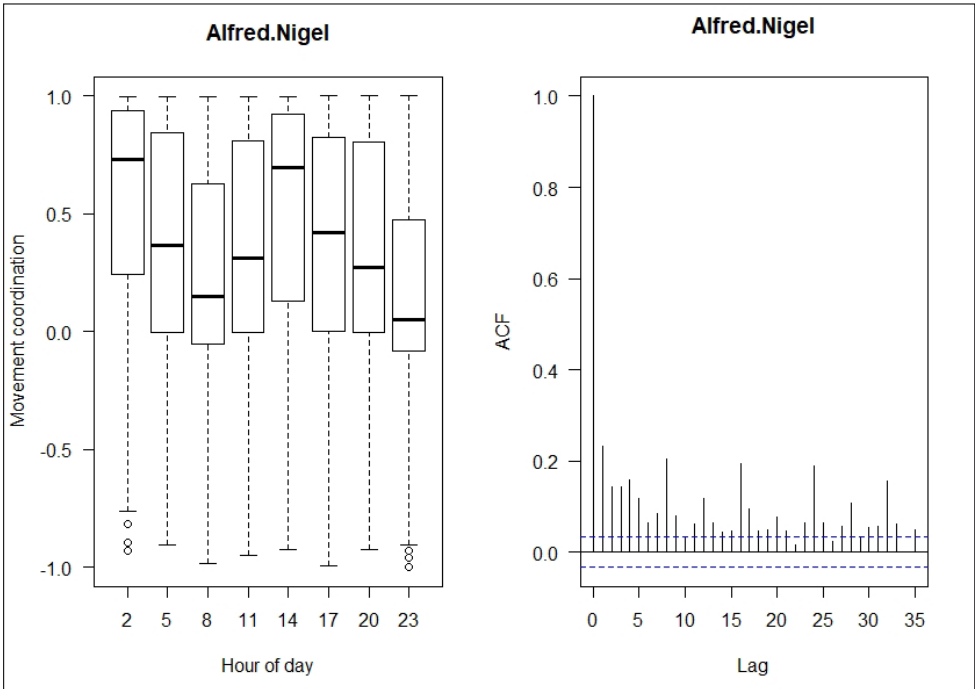 Alfred.Nigel
Movement coordination
1.0
0.5
0.0
-0.5
-1.0
2 5 8 11 14 17 20 23
Hour of day
Alfred.Nigel
ACF
1.0
0.8
0.6
0.4
0.2
0.0
0 5 10 15 20 25 30 35
Lag